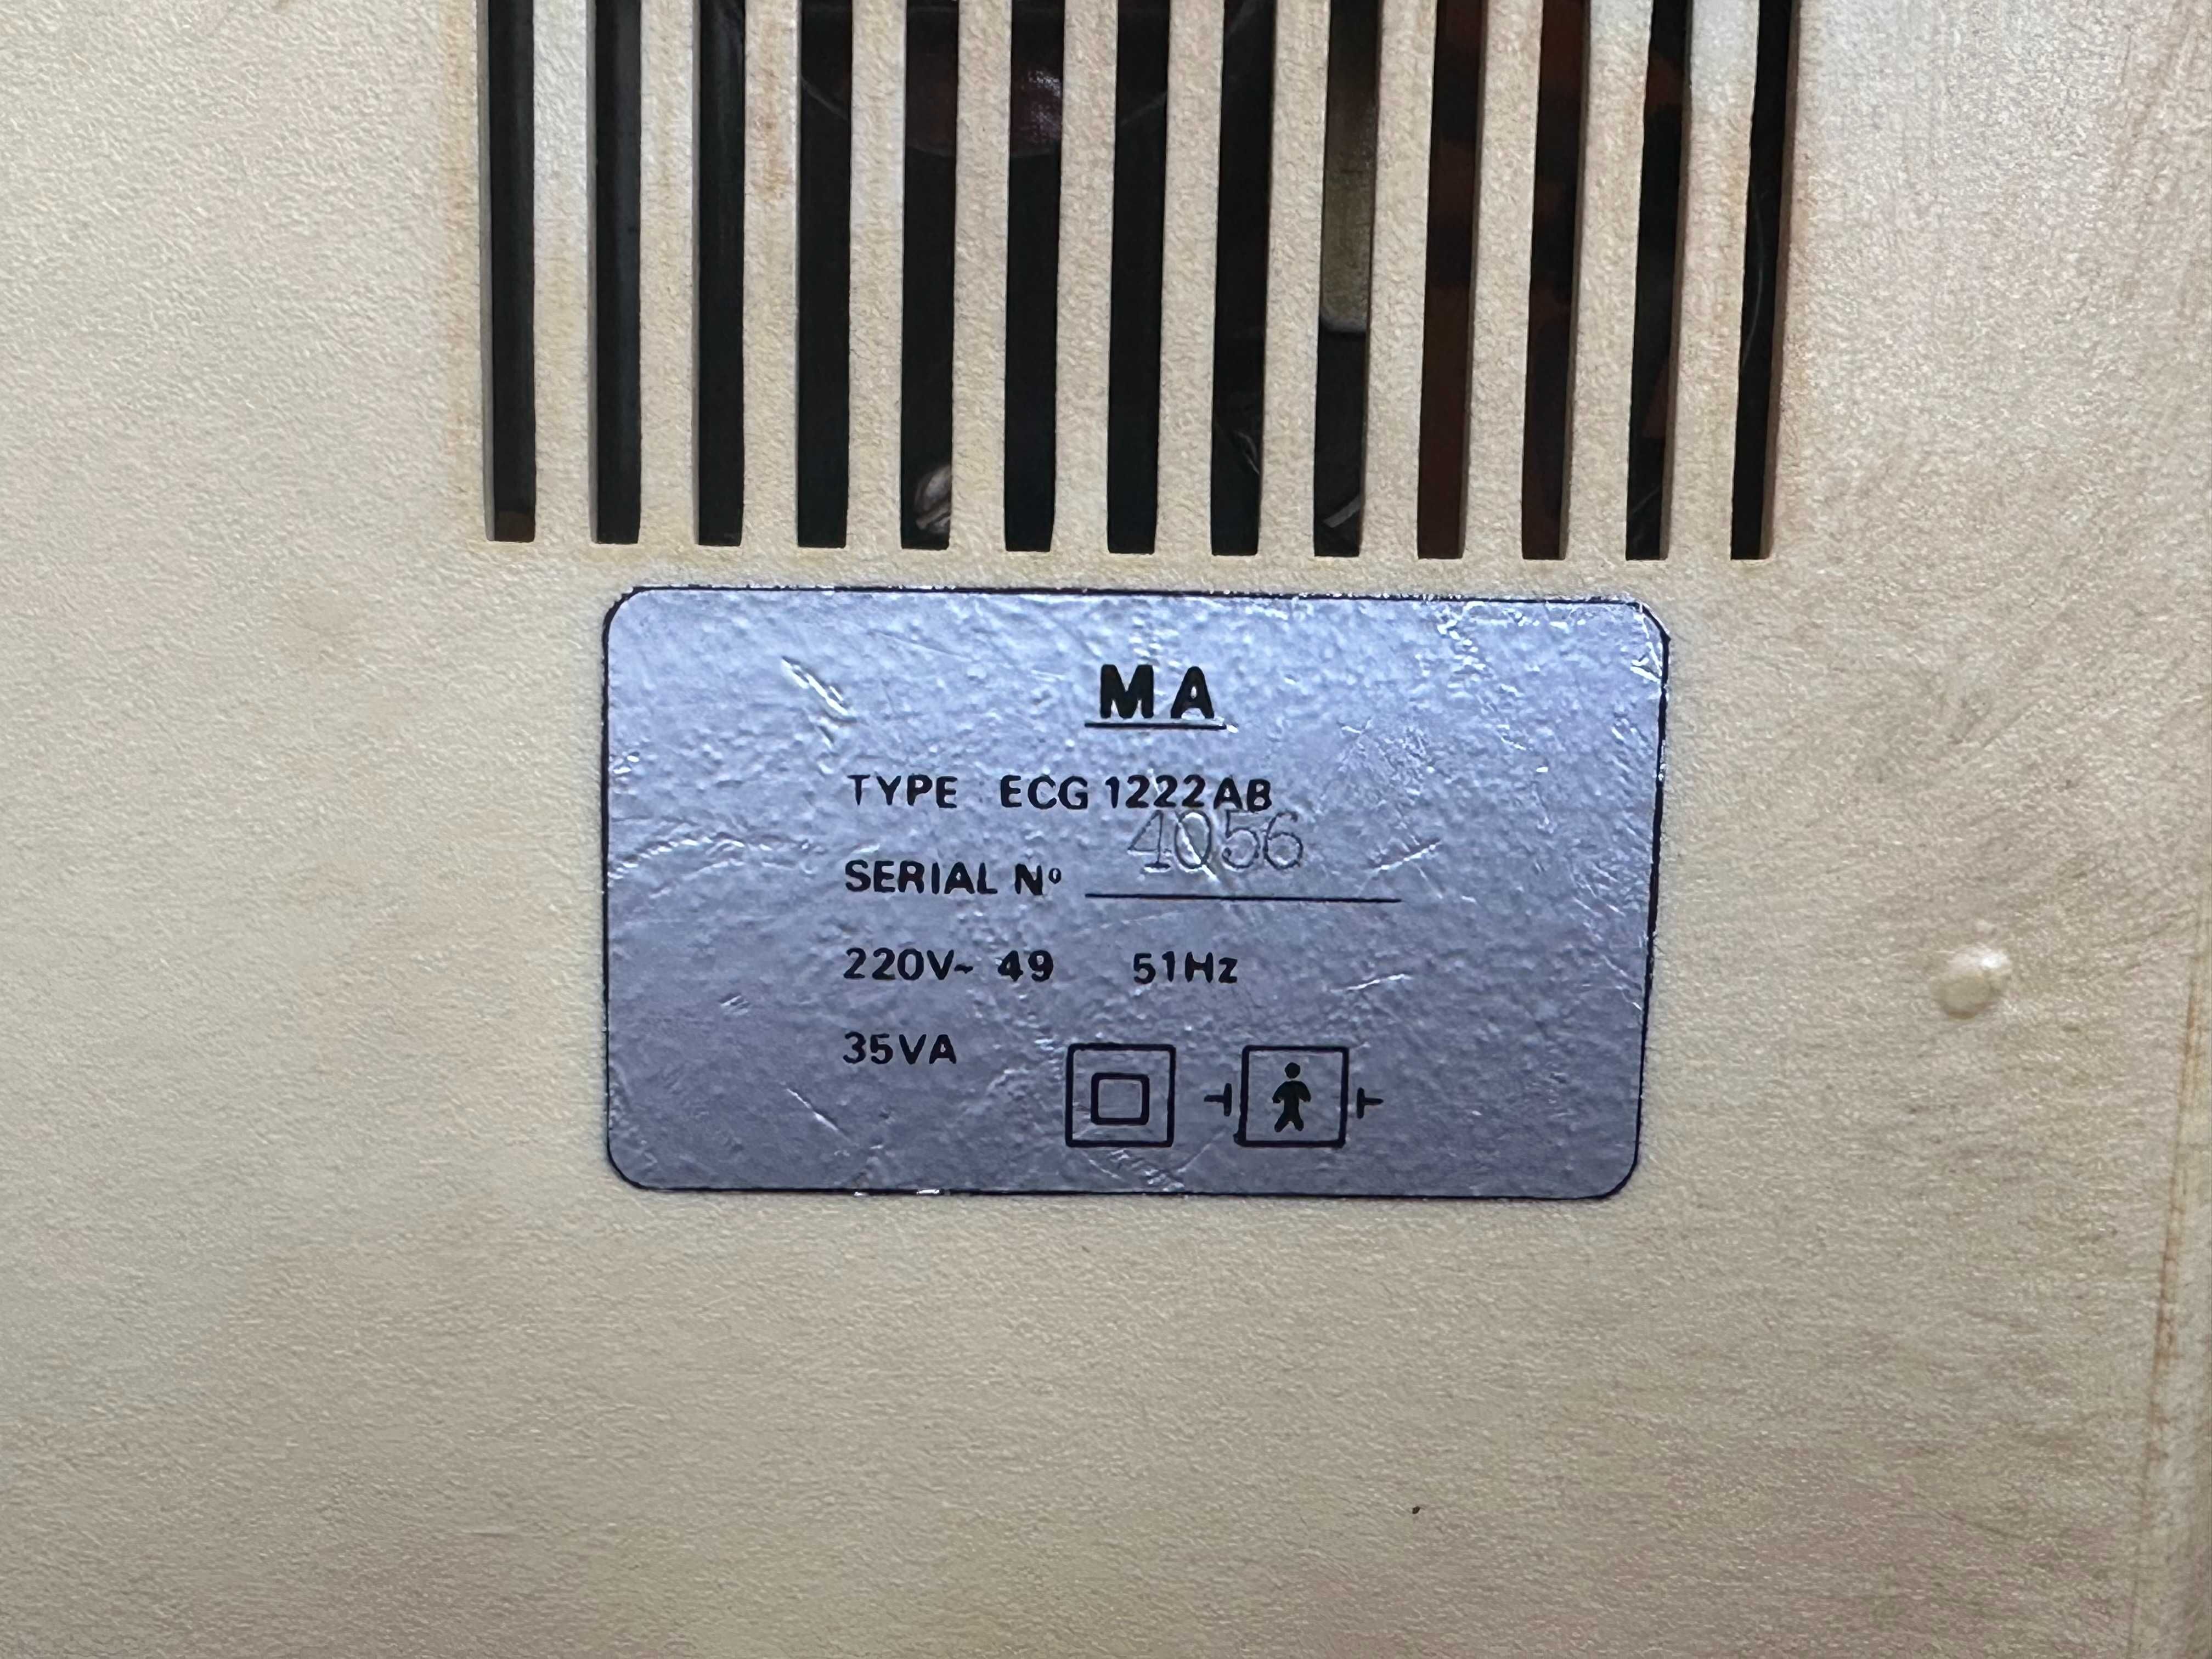 MA
TYPE ECG 1222AB
4056
SERIAL Nº
220V~ 49 51Hz
35VA